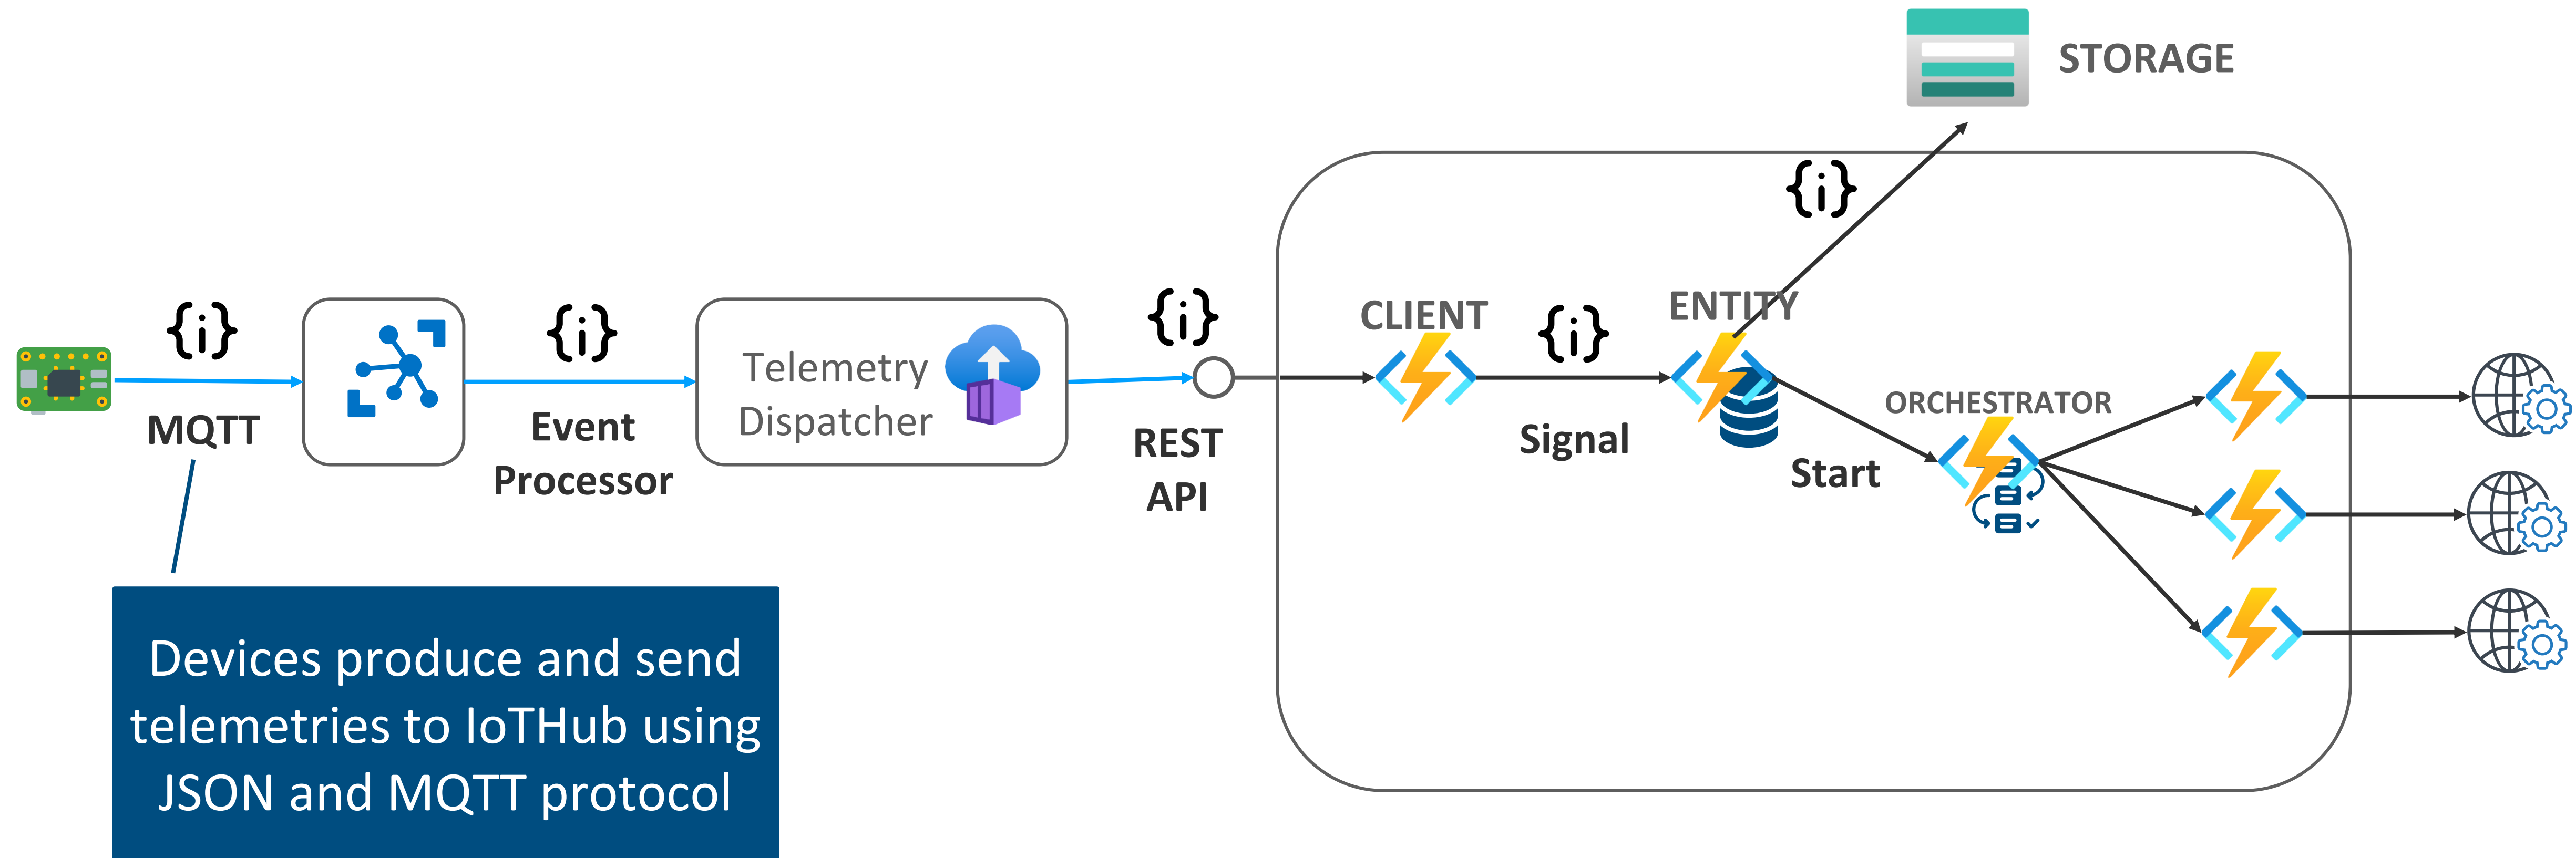 STORAGE
{i}
{i}
{i}
{i}
{i}
CLIENT
ENTITY
Telemetry
Dispatcher
MQTT
Event
Processor
REST
API
Signal
Start
ORCHESTRATOR
Devices produce and send
telemetries to IoTHub using
JSON and MQTT protocol